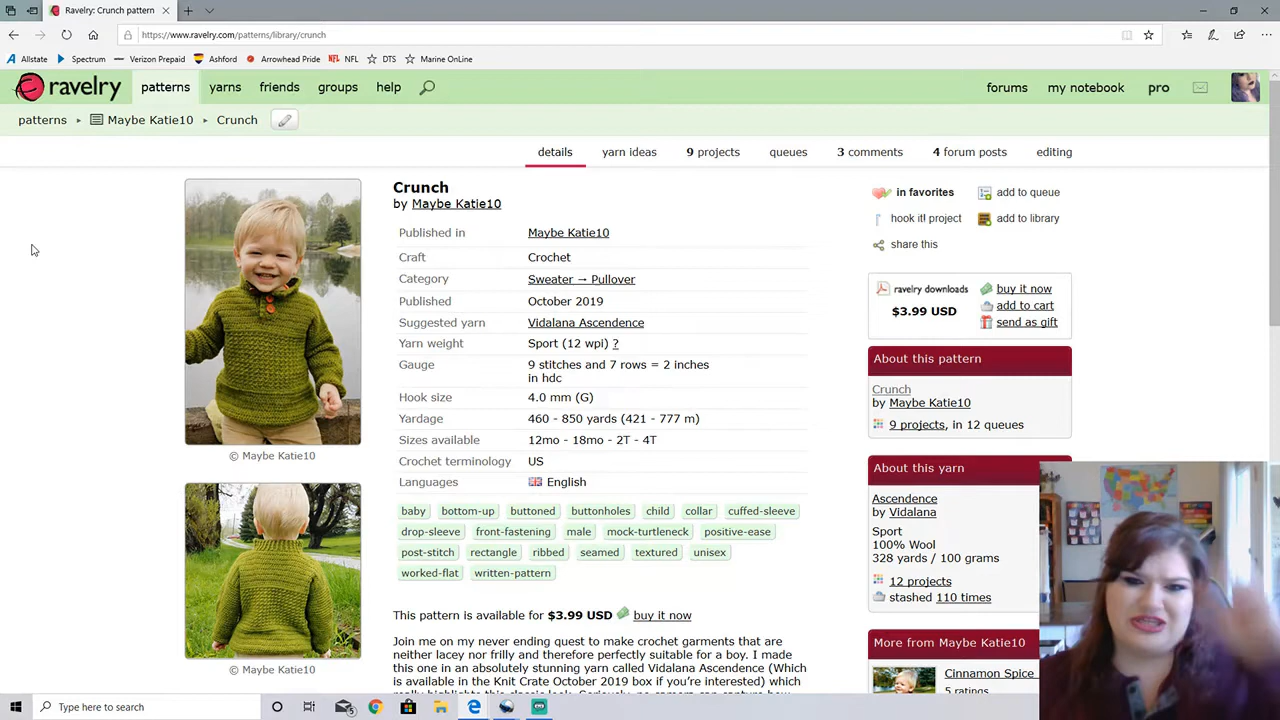 Ravelry: Crunch pattern
https://www.ravelry.com/patterns/library/crunch
Allstate
Spectrum
Verizon Prepaid
Ashford
Arrowhead Pride
NFL NFL
DTS
Marine OnLine
ravelry
patterns
yarns
friends
groups
help
forums
my notebook
pro
patterns
Maybe Katie10
Crunch
details
yarn ideas
9 projects
queues
3 comments
4 forum posts
editing
© Maybe Katie10
© Maybe Katie10
Crunch
by Maybe Katie10
Published in Maybe Katie10
Craft Crochet
Category Sweater → Pullover
Published October 2019
Suggested yarn Vidalana Ascendence
Yarn weight Sport (12 wpi) ?
Gauge 9 stitches and 7 rows = 2 inches
in hdc
Hook size 4.0 mm (G)
Yardage 460 - 850 yards (421 - 777 m)
Sizes available 12mo - 18mo - 2T - 4T
Crochet terminology US
Languages English
baby bottom-up buttoned buttonholes child collar cuffed-sleeve
drop-sleeve front-fastening male mock-turtleneck positive-ease
post-stitch rectangle ribbed seamed textured unisex
worked-flat written-pattern
This pattern is available for $3.99 USD buy it now
Join me on my never ending quest to make crochet garments that are
neither lacey nor frilly and therefore perfectly suitable for a boy. I made
this one in an absolutely stunning yarn called Vidalana Ascendence (Which
is available in the Knit Crate October 2019 box if you're interested) which
in favorites
add to queue
hook it! project
add to library
share this
ravelry downloads
$3.99 USD
buy it now
add to cart
send as gift
About this pattern
Crunch
by Maybe Katie10
9 projects, in 12 queues
About this yarn
Ascendence
by Vidalana
Sport
100% Wool
328 yards / 100 grams
12 projects
stashed 110 times
More from Maybe Katie10
Cinnamon Spice
5 ratings
Type here to search
5